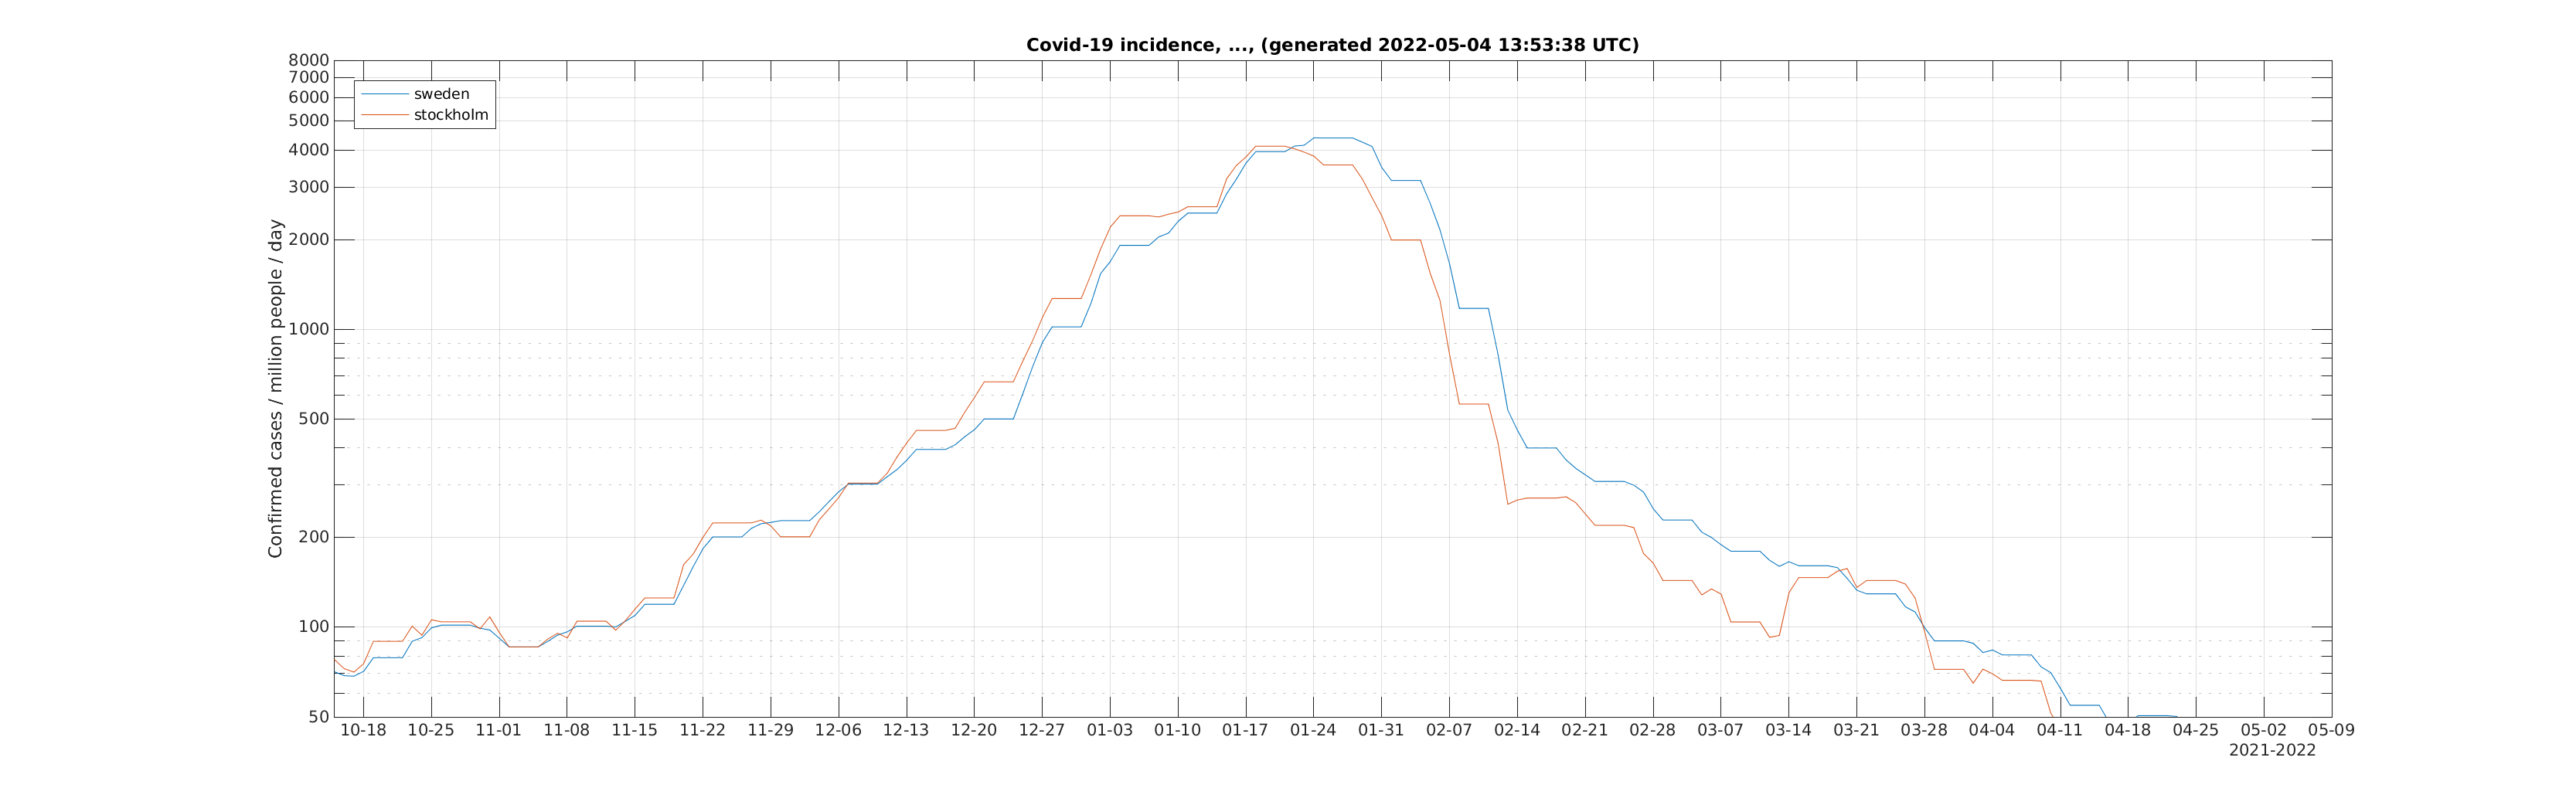 Covid-19 incidence, ..., (generated 2022-05-04 13:53:38 UTC)
8000
7000
6000
5000
4000
3000
2000
1000
500
200
100
50
Confirmed cases / million people / day
sweden
stockholm
10-18 10-25 11-01 11-08 11-15 11-22 11-29 12-06 12-13 12-20 12-27 01-03 01-10 01-17 01-24 01-31 02-07 02-14 02-21 02-28 03-07 03-14 03-21 03-28 04-04 04-11 04-18 04-25 05-02 05-09
2021-2022